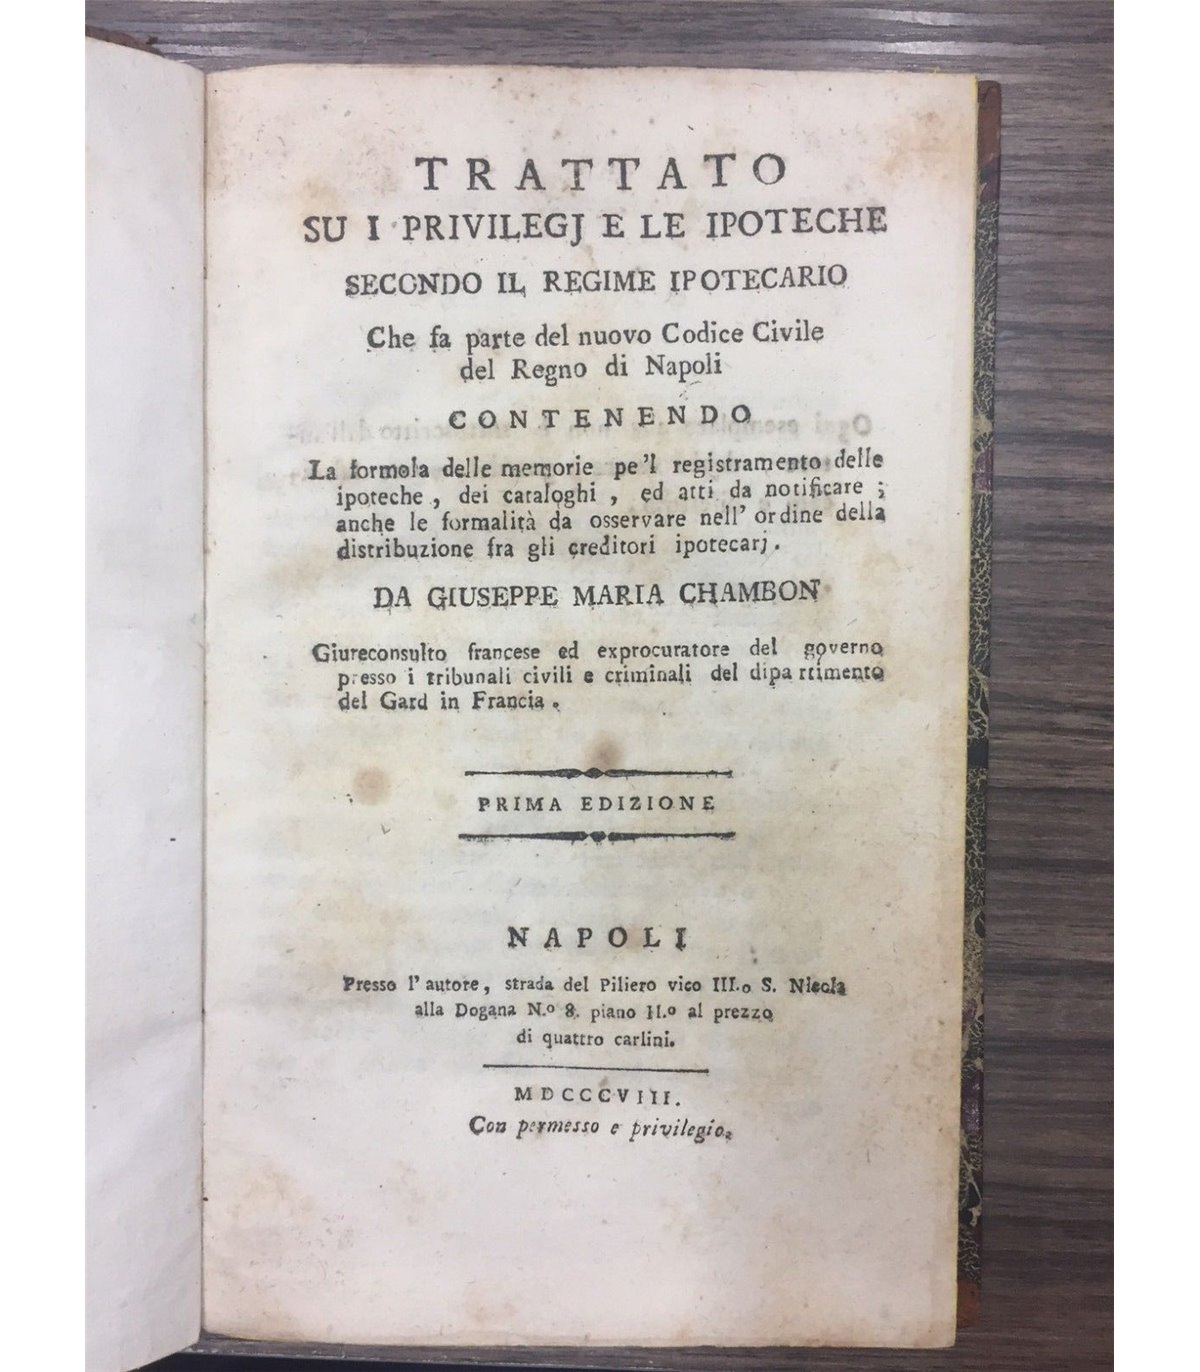 TRATTATO
SU I PRIVILEGJ E LE IPOTECHE
SECONDO IL REGIME IPOTECARIO
Che fa parte del nuovo Codice Civile
del Regno di Napoli
CONTENENDO
La formola delle memorie pe'l registramento delle
ipoteche, dei cataloghi, ed atti da notificare;
anche le formalità da osservare nell' ordine della
distribuzione fra gli creditori ipotecarj.
DA GIUSEPPE MARIA CHAMBON
Giureconsulto francese ed exprocuratore del governo
presso i tribunali civili e criminali del dipartimento
del Gard in Francia.
PRIMA EDIZIONE
NAPOLI
Presso l'autore, strada del Piliero vico III.o S. Nicola
alla Dogana N.º 8. piano II.º al prezzo
di quattro carlini.
MDCCCVIII.
Con permesso e privilegio.